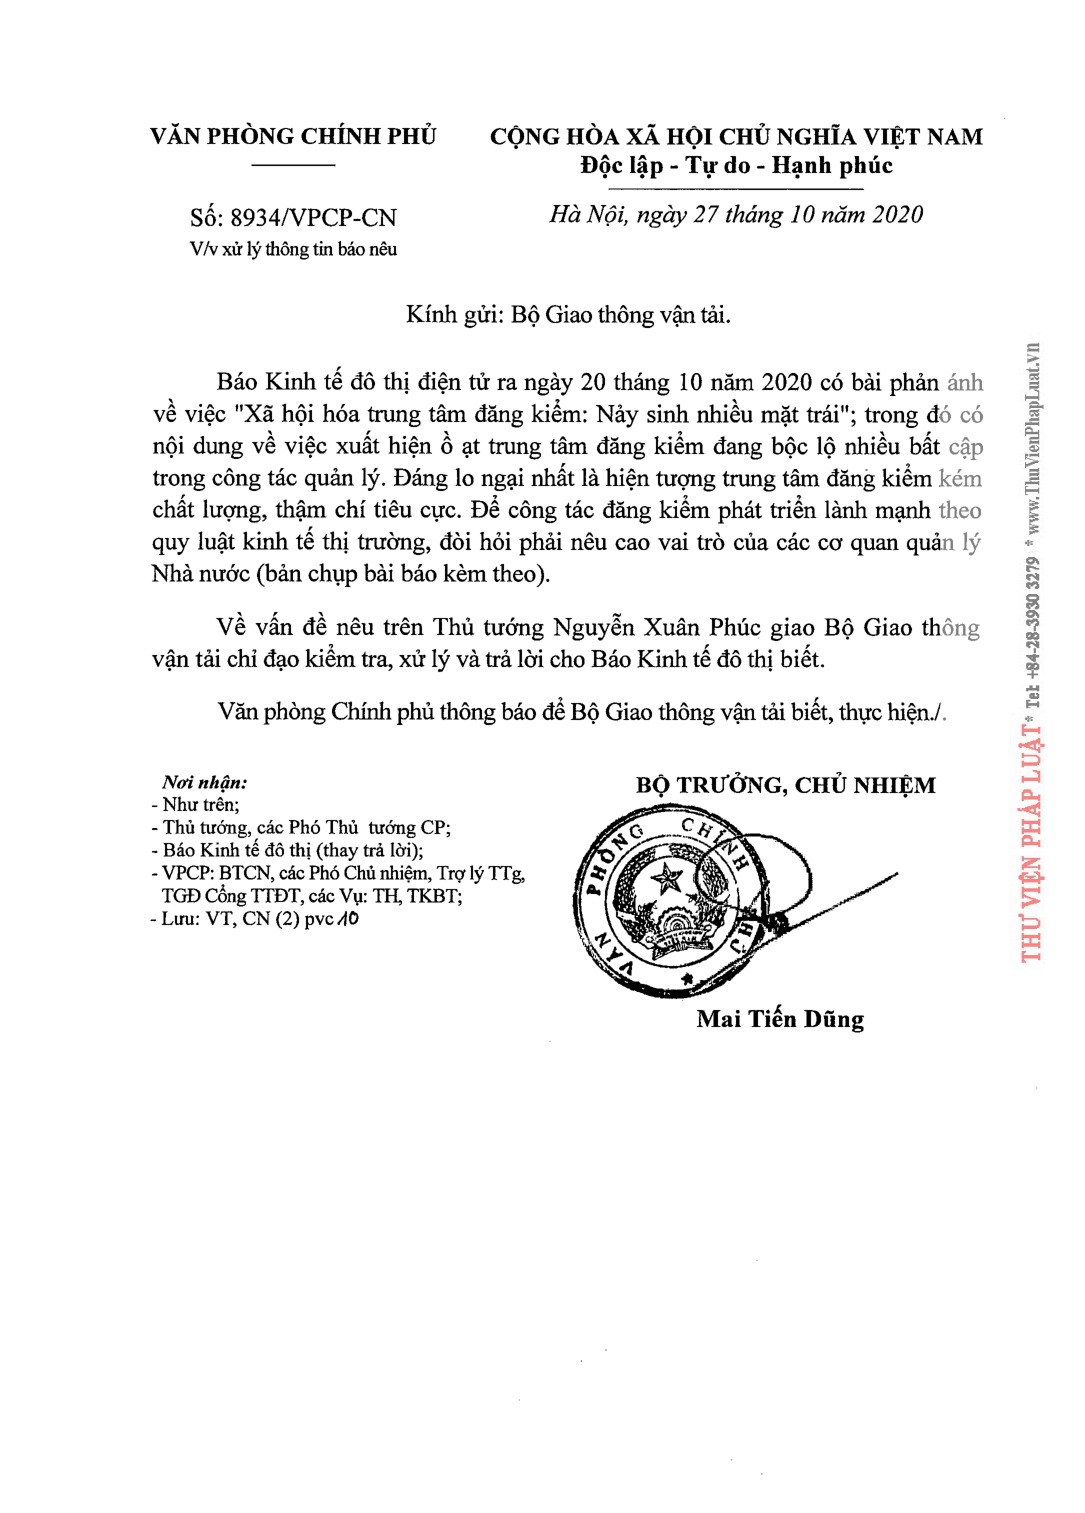 VĂN PHÒNG CHÍNH PHỦ
CỘNG HÒA XÃ HỘI CHỦ NGHĨA VIỆT NAM
Độc lập - Tự do - Hạnh phúc
Số: 8934/VPCP-CN
V/v xử lý thông tin báo nêu
Hà Nội, ngày 27 tháng 10 năm 2020
Kính gửi: Bộ Giao thông vận tải.
Báo Kinh tế đô thị điện tử ra ngày 20 tháng 10 năm 2020 có bài phản ánh
về việc "Xã hội hóa trung tâm đăng kiểm: Nảy sinh nhiều mặt trái"; trong đó có
nội dung về việc xuất hiện ồ ạt trung tâm đăng kiểm đang bộc lộ nhiều bất cập
trong công tác quản lý. Đáng lo ngại nhất là hiện tượng trung tâm đăng kiểm kém
chất lượng, thậm chí tiêu cực. Để công tác đăng kiểm phát triển lành mạnh theo
quy luật kinh tế thị trường, đòi hỏi phải nêu cao vai trò của các cơ quan quản lý
Nhà nước (bản chụp bài báo kèm theo).
Về vấn đề nêu trên Thủ tướng Nguyễn Xuân Phúc giao Bộ Giao thông
vận tải chỉ đạo kiểm tra, xử lý và trả lời cho Báo Kinh tế đô thị biết.
Văn phòng Chính phủ thông báo để Bộ Giao thông vận tải biết, thực hiện./.
Nơi nhận:
- Như trên;
- Thủ tướng, các Phó Thủ tướng CP;
- Báo Kinh tế đô thị (thay trả lời);
- VPCP: BTCN, các Phó Chủ nhiệm, Trợ lý TTg,
TGĐ Cổng TTĐT, các Vụ: TH, TKBT;
- Lưu: VT, CN (2) pvc 10
BỘ TRƯỞNG, CHỦ NHIỆM
VĂN PHÒNG CHÍNH PHỦ
Mai Tiến Dũng
THƯ VIỆN PHÁP LUẬT * Tel: +84-28-3930 3279 * www.ThuVienPhapLuat.vn